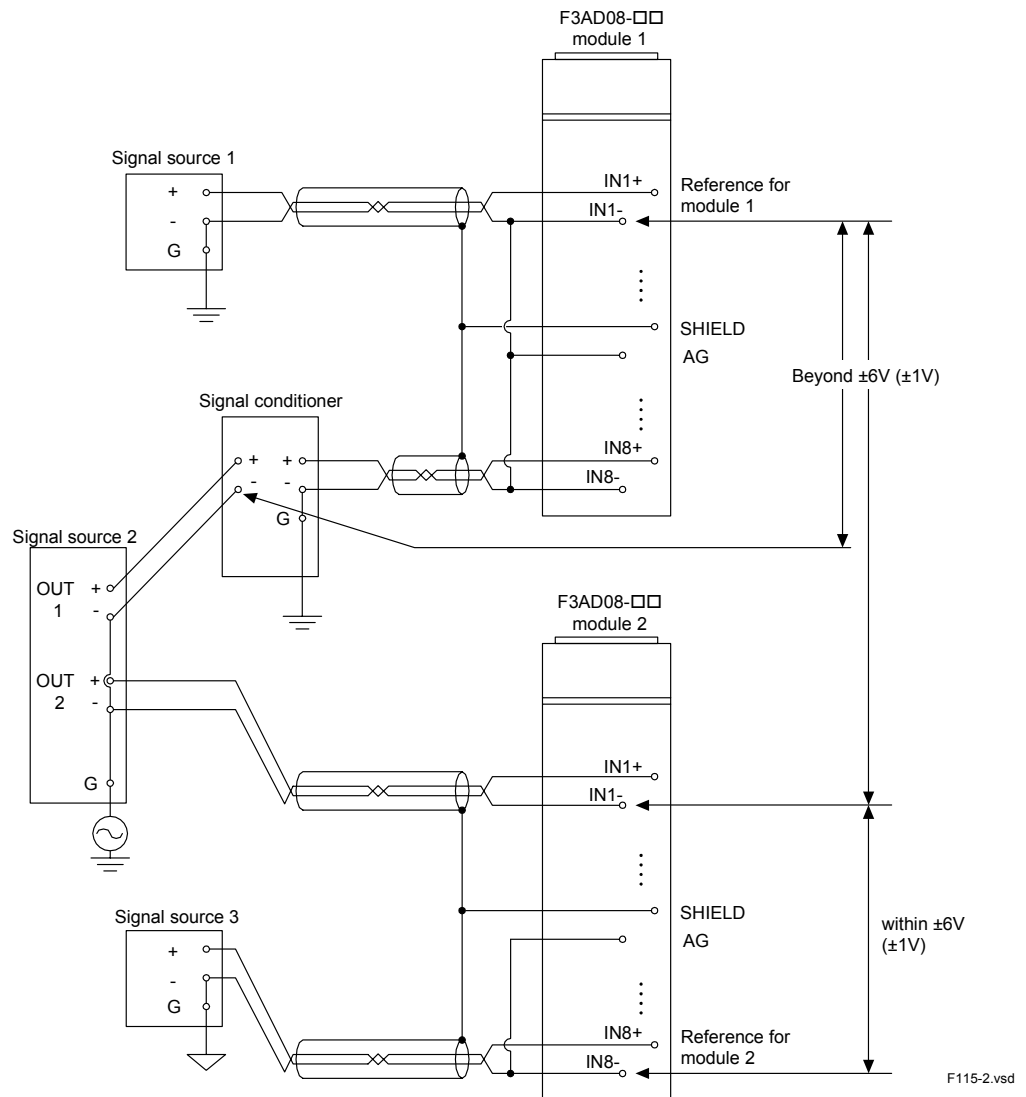 F3AD08-□□
module 1
Signal source 1
+
-
G
IN1+
IN1-
Reference for
module 1
SHIELD
AG
Beyond ±6V (±1V)
Signal conditioner
+ +
- -
G
IN8+
IN8-
Signal source 2
OUT +
1 -
OUT +
2 -
G
F3AD08-□□
module 2
IN1+
IN1-
SHIELD
AG
within ±6V
(±1V)
Signal source 3
+
-
G
IN8+
IN8-
Reference for
module 2
F115-2.vsd